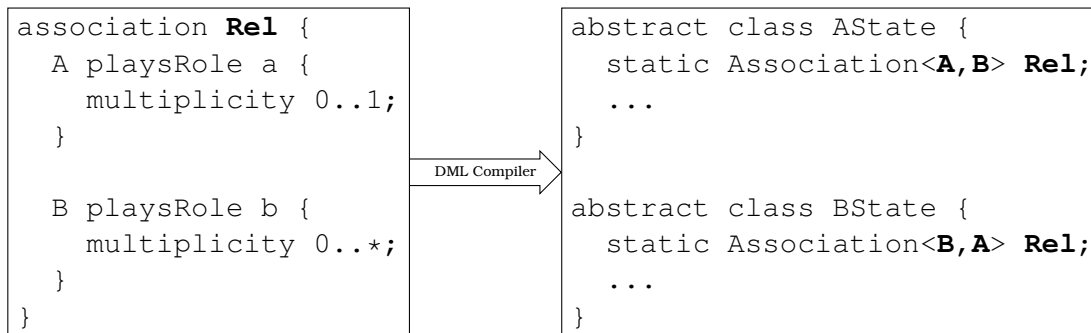 association Rel {
  A playsRole a {
    multiplicity 0..1;
  }

  B playsRole b {
    multiplicity 0..*;
  }
}
DML Compiler
abstract class AState {
  static Association<A,B> Rel;
  ...
}

abstract class BState {
  static Association<B,A> Rel;
  ...
}